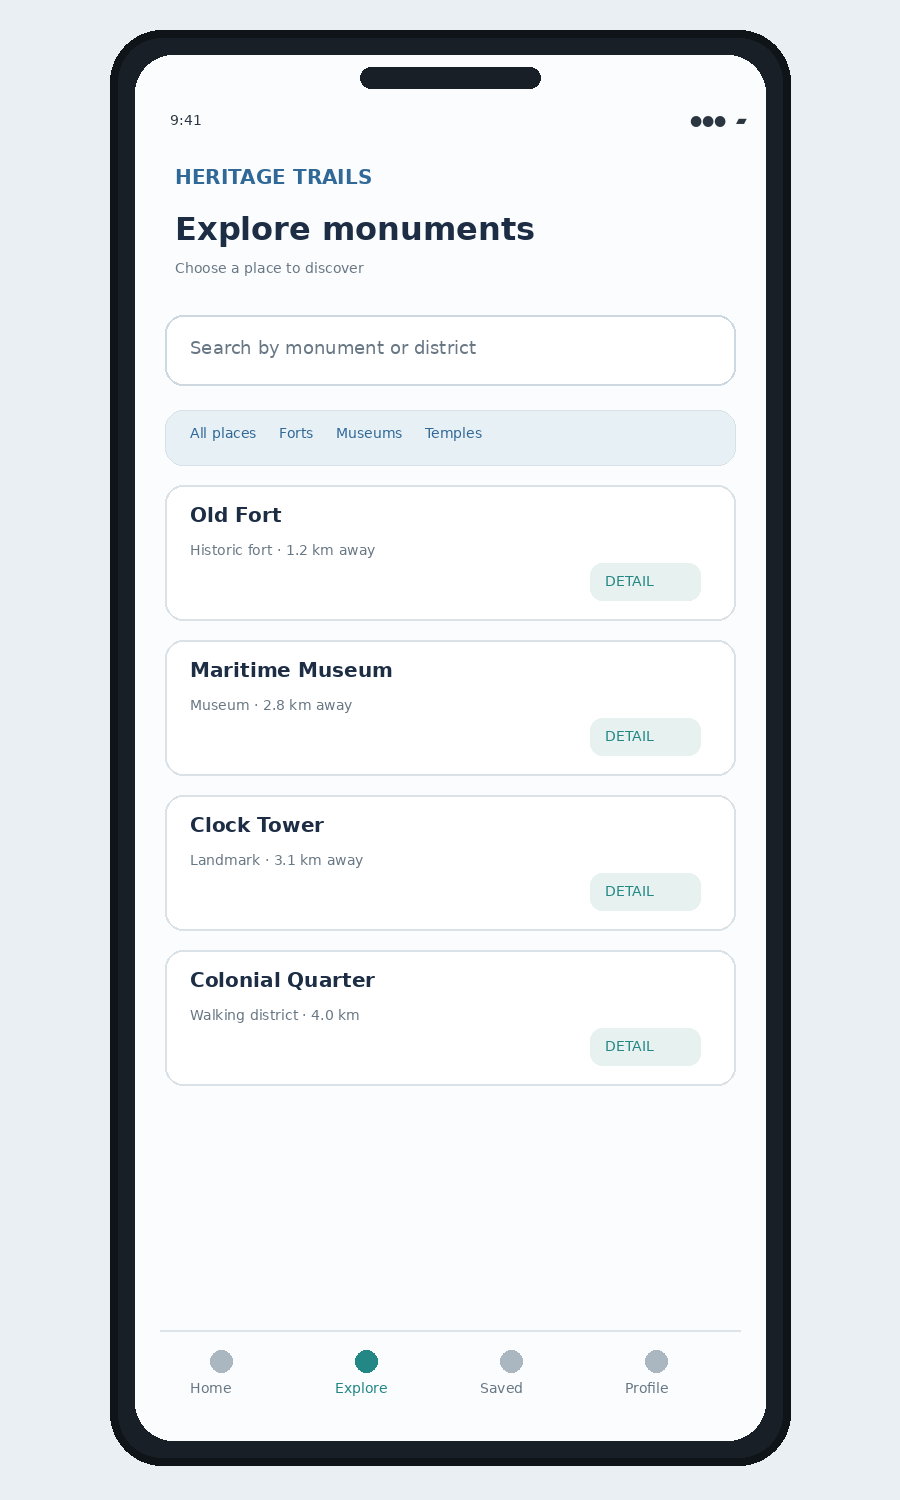 9:41
HERITAGE TRAILS
Explore monuments
Choose a place to discover
Search by monument or district
All places Forts Museums Temples
Old Fort
Historic fort · 1.2 km away
DETAIL
Maritime Museum
Museum · 2.8 km away
DETAIL
Clock Tower
Landmark · 3.1 km away
DETAIL
Colonial Quarter
Walking district · 4.0 km
DETAIL
Home Explore Saved Profile